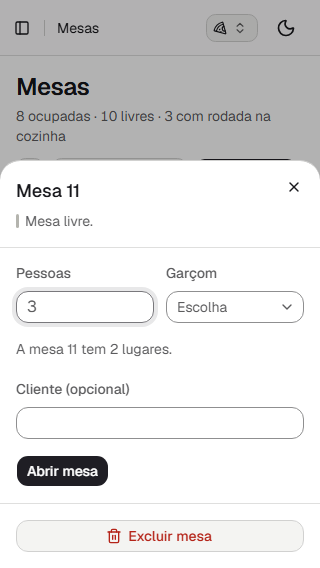 Mesas
Mesas
8 ocupadas · 10 livres · 3 com rodada na
cozinha
Mesa 11
Mesa livre.
Pessoas
Garçom
3
Escolha
A mesa 11 tem 2 lugares.
Cliente (opcional)
Abrir mesa
Excluir mesa